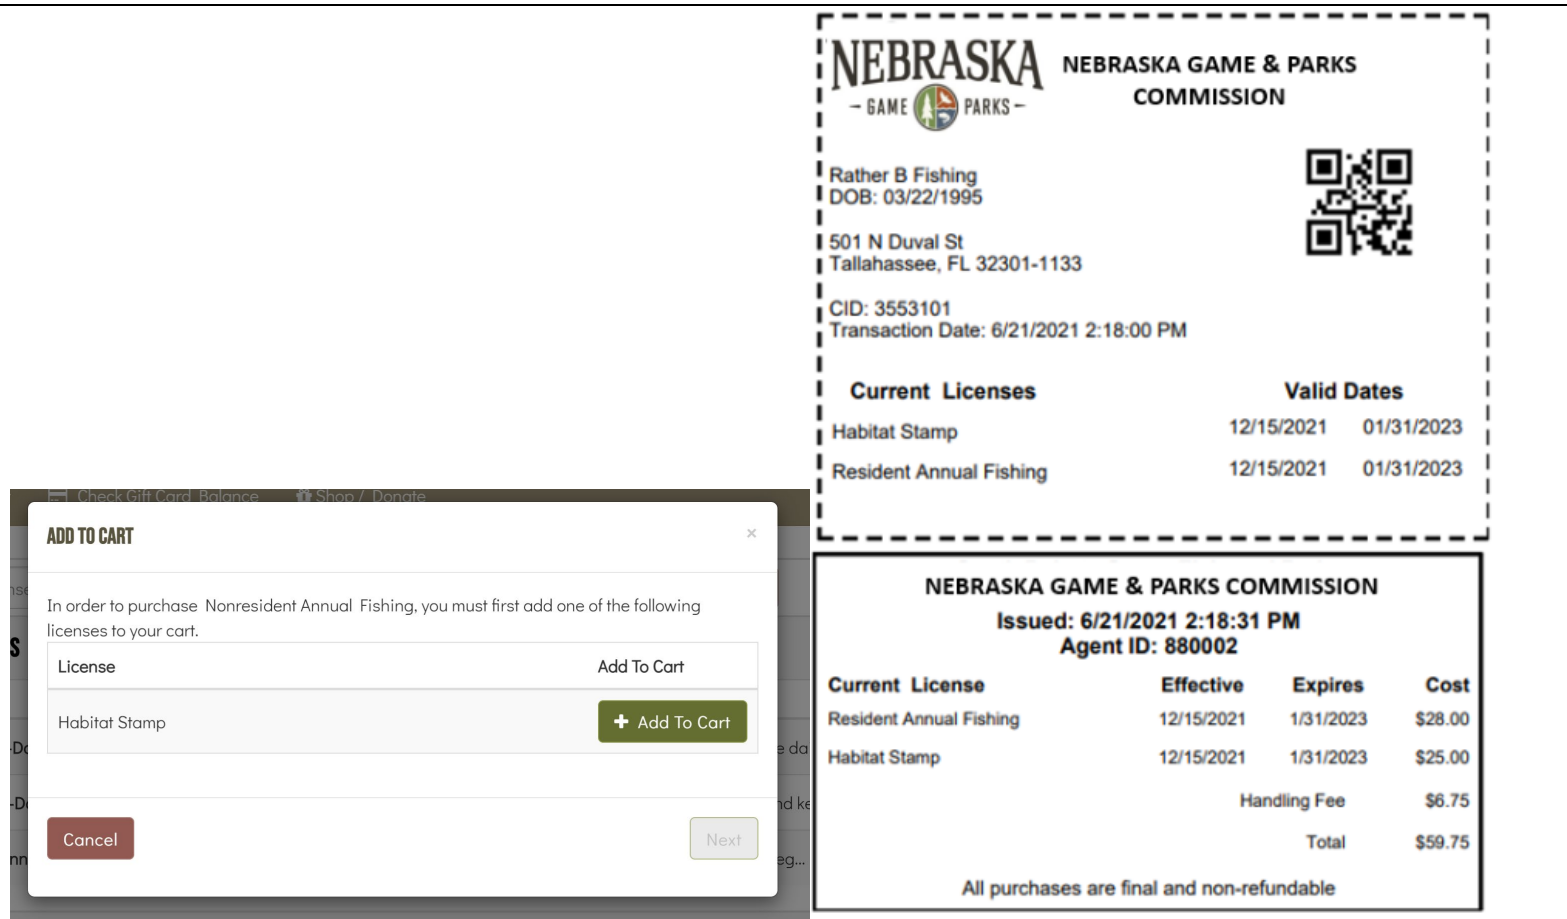 NEBRASKA
GAME PARKS
NEBRASKA GAME & PARKS
COMMISSION
Rather B Fishing
DOB: 03/22/1995
501 N Duval St
Tallahassee, FL 32301-1133
CID: 3553101
Transaction Date: 6/21/2021 2:18:00 PM
Current Licenses Valid Dates
Habitat Stamp 12/15/2021 01/31/2023
Resident Annual Fishing 12/15/2021 01/31/2023
Check Gift Card Balance Shop / Donate
ADD TO CART ×
In order to purchase Nonresident Annual Fishing, you must first add one of the following
licenses to your cart.
License Add To Cart
Habitat Stamp + Add To Cart
Cancel Next
NEBRASKA GAME & PARKS COMMISSION
Issued: 6/21/2021 2:18:31 PM
Agent ID: 880002
Current License Effective Expires Cost
Resident Annual Fishing 12/15/2021 1/31/2023 $28.00
Habitat Stamp 12/15/2021 1/31/2023 $25.00
Handling Fee $6.75
Total $59.75
All purchases are final and non-refundable